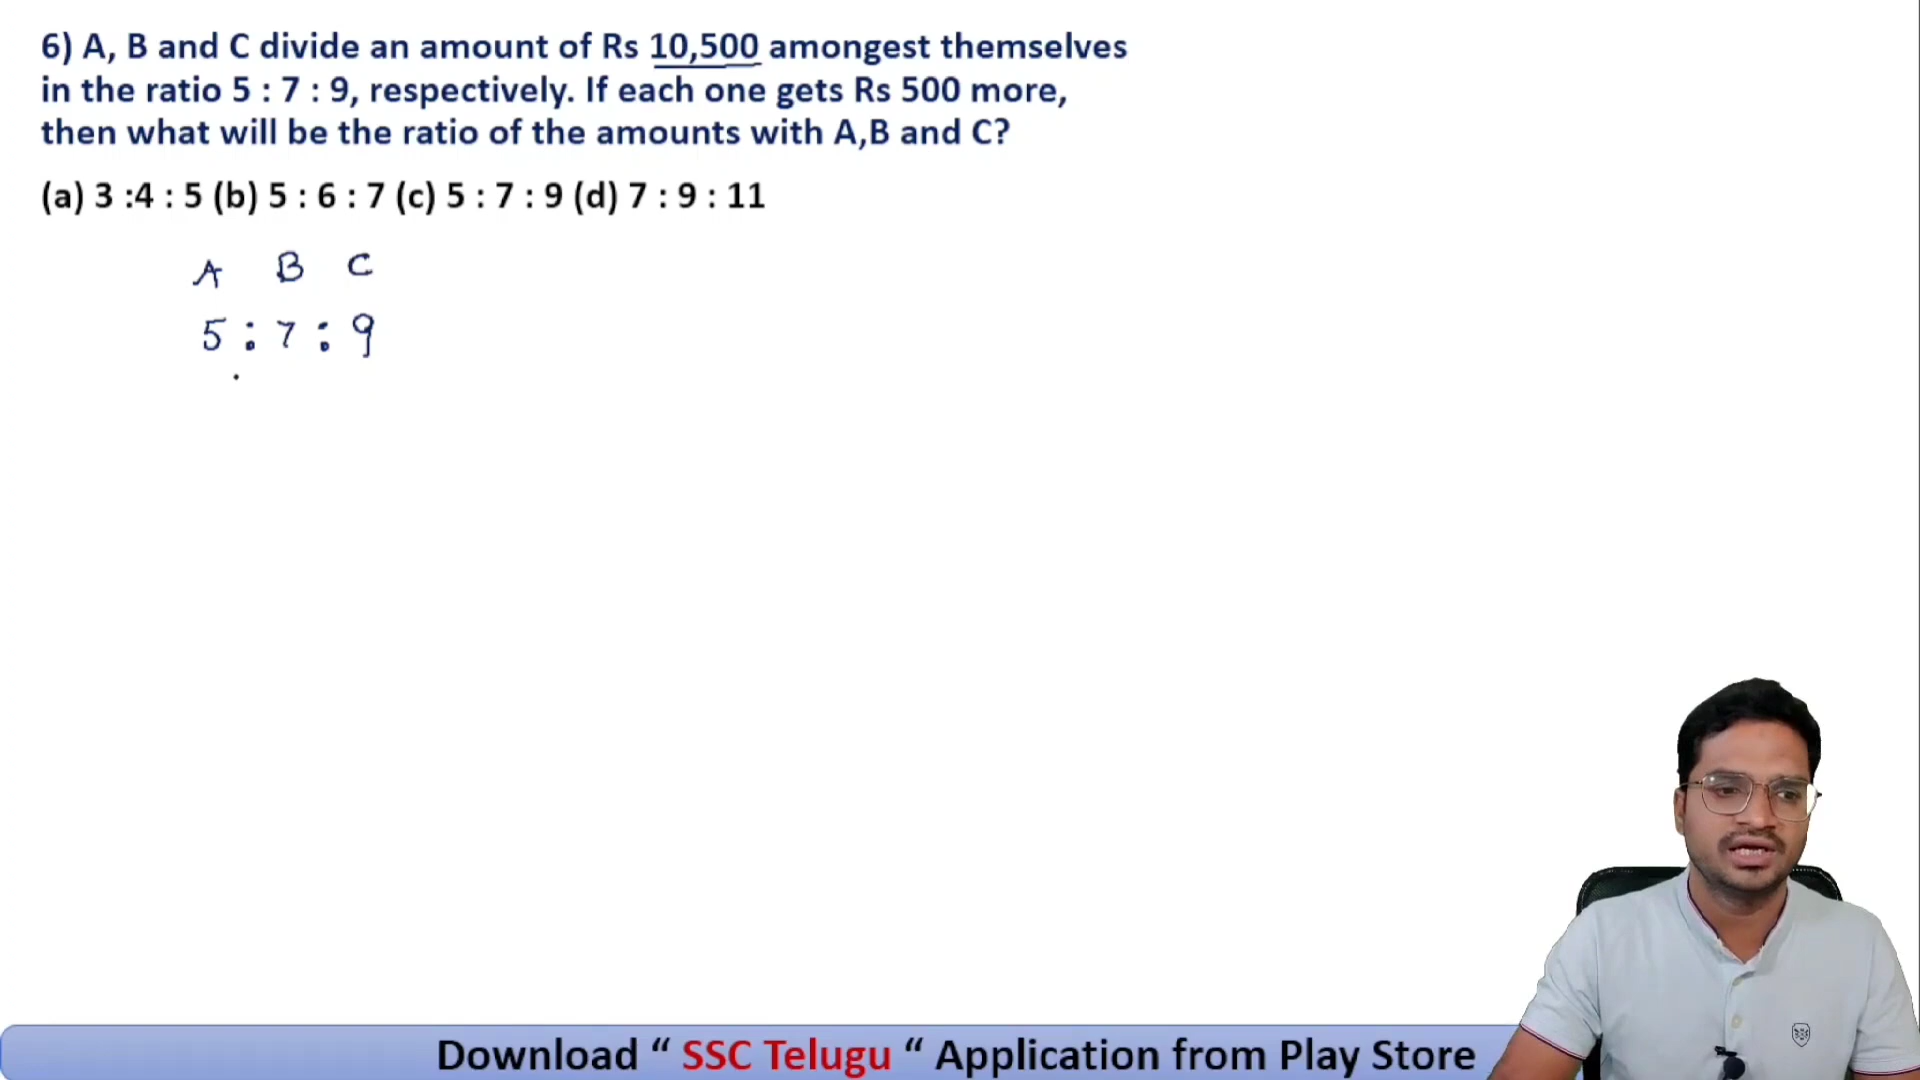 6) A, B and C divide an amount of Rs 10,500 amongest themselves
in the ratio 5 : 7 : 9, respectively. If each one gets Rs 500 more,
then what will be the ratio of the amounts with A,B and C?
(a) 3 :4 : 5 (b) 5 : 6 : 7 (c) 5 : 7 : 9 (d) 7 : 9 : 11
A B C
5 : 7 : 9
Download “ SSC Telugu “ Application from Play Store